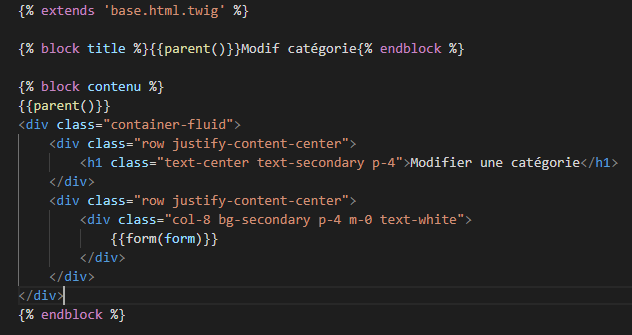 {% extends 'base.html.twig' %}
{% block title %}{{parent()}}Modif catégorie{% endblock %}
{% block contenu %}
{{parent()}}
<div class="container-fluid">
<div class="row justify-content-center">
<h1 class="text-center text-secondary p-4">Modifier une catégorie</h1>
</div>
<div class="row justify-content-center">
<div class="col-8 bg-secondary p-4 m-0 text-white">
{{form(form)}}
</div>
</div>
</div>
{% endblock %}